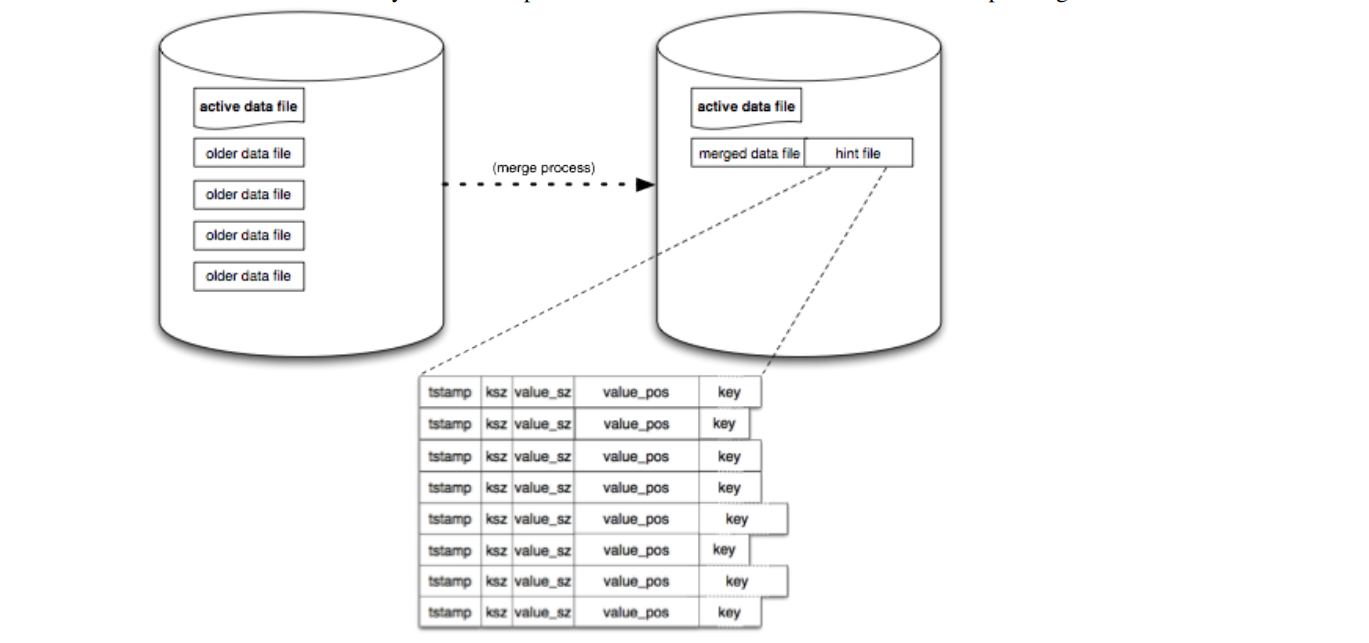 active data file
older data file
older data file
older data file
older data file
(merge process)
active data file
merged data file hint file
tstamp ksz value_sz value_pos key
tstamp ksz value_sz value_pos key
tstamp ksz value_sz value_pos key
tstamp ksz value_sz value_pos key
tstamp ksz value_sz value_pos key
tstamp ksz value_sz value_pos key
tstamp ksz value_sz value_pos key
tstamp ksz value_sz value_pos key